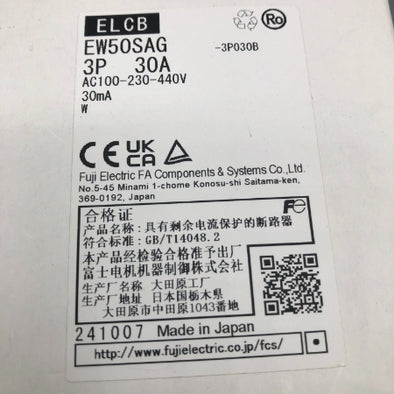 ELCB
EW50SAG -3P030B
3P 30A
AC100-230-440V
30mA
W
Ro
CE UK CA
Fuji Electric FA Components & Systems Co.,Ltd.
No.5-45 Minami 1-chome Konosu-shi Saitama-ken,
369-0192, Japan
合格证
产品名称:具有剩余电流保护的断路器
符合标准:GB/T14048.2
本产品经检验合格准予出厂
富士电机机器制御株式会社
生产厂名称 大田原工厂
生产厂地址 日本国栃木県
大田原市中田原1043番地
241007 Made in Japan
http://www.fujielectric.co.jp/fcs/